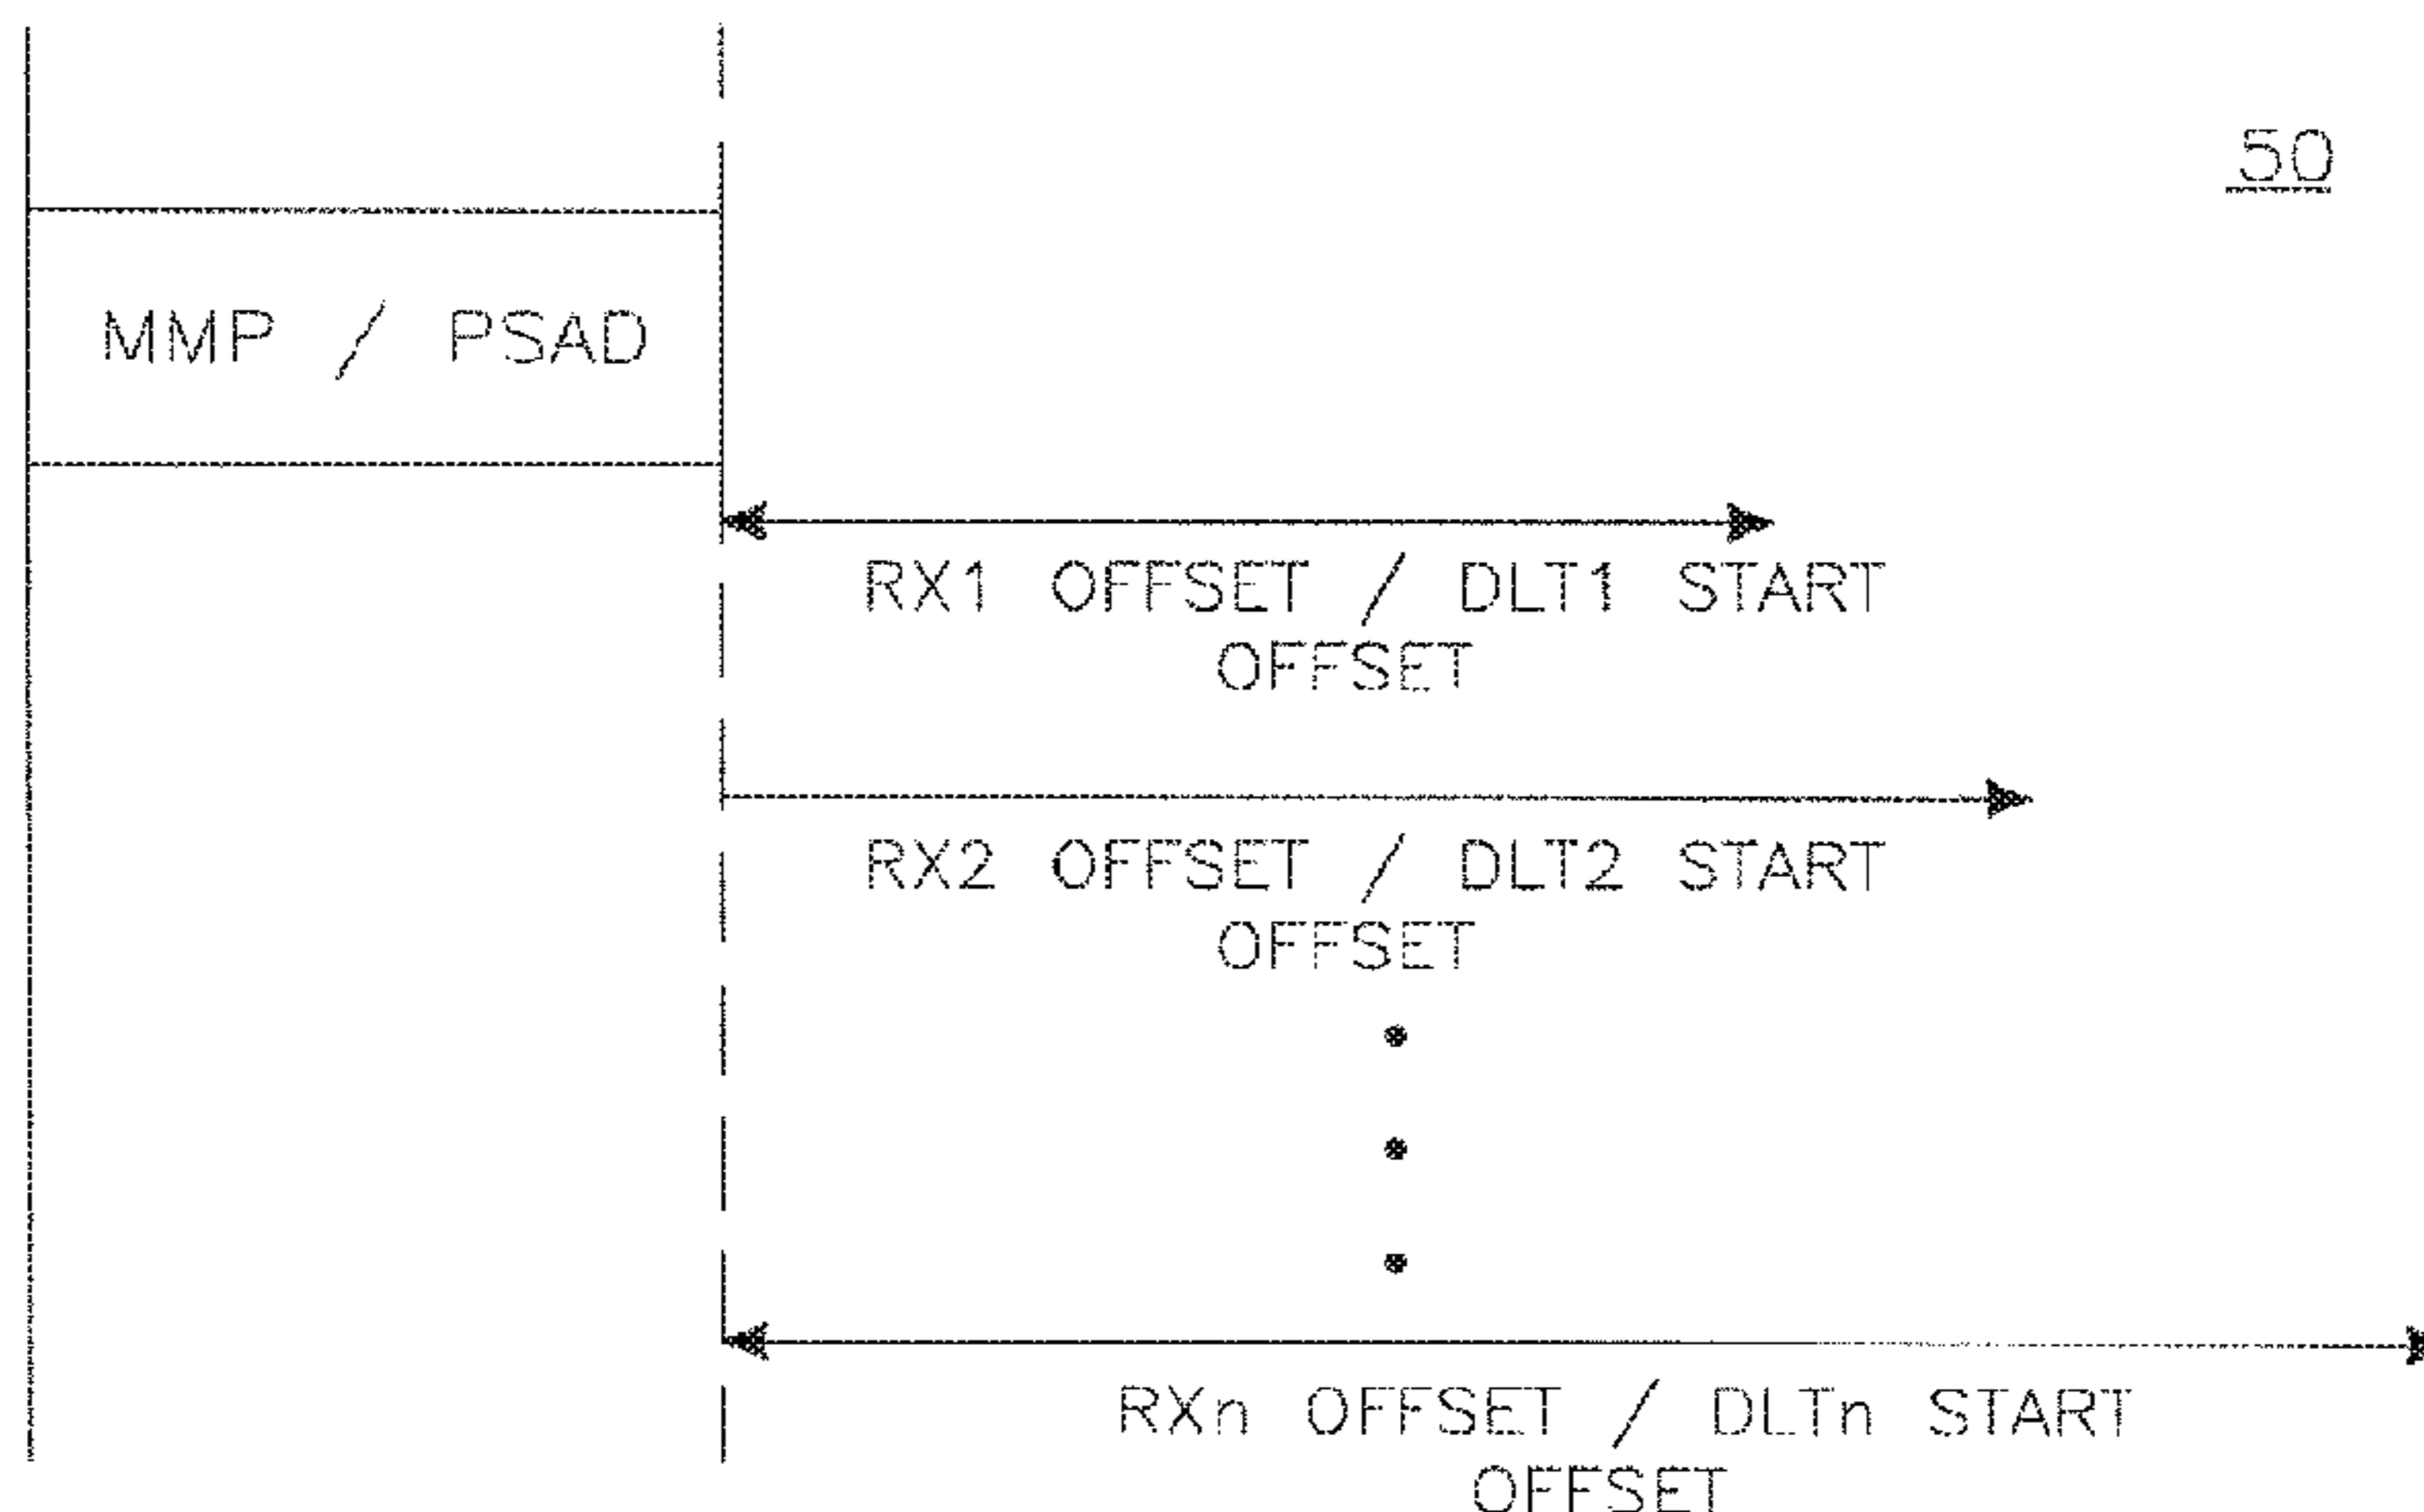 50
MMP / PSAD
RX1 OFFSET / DLT1 START
OFFSET
RX2 OFFSET / DLT2 START
OFFSET
RXn OFFSET / DLTn START
OFFSET